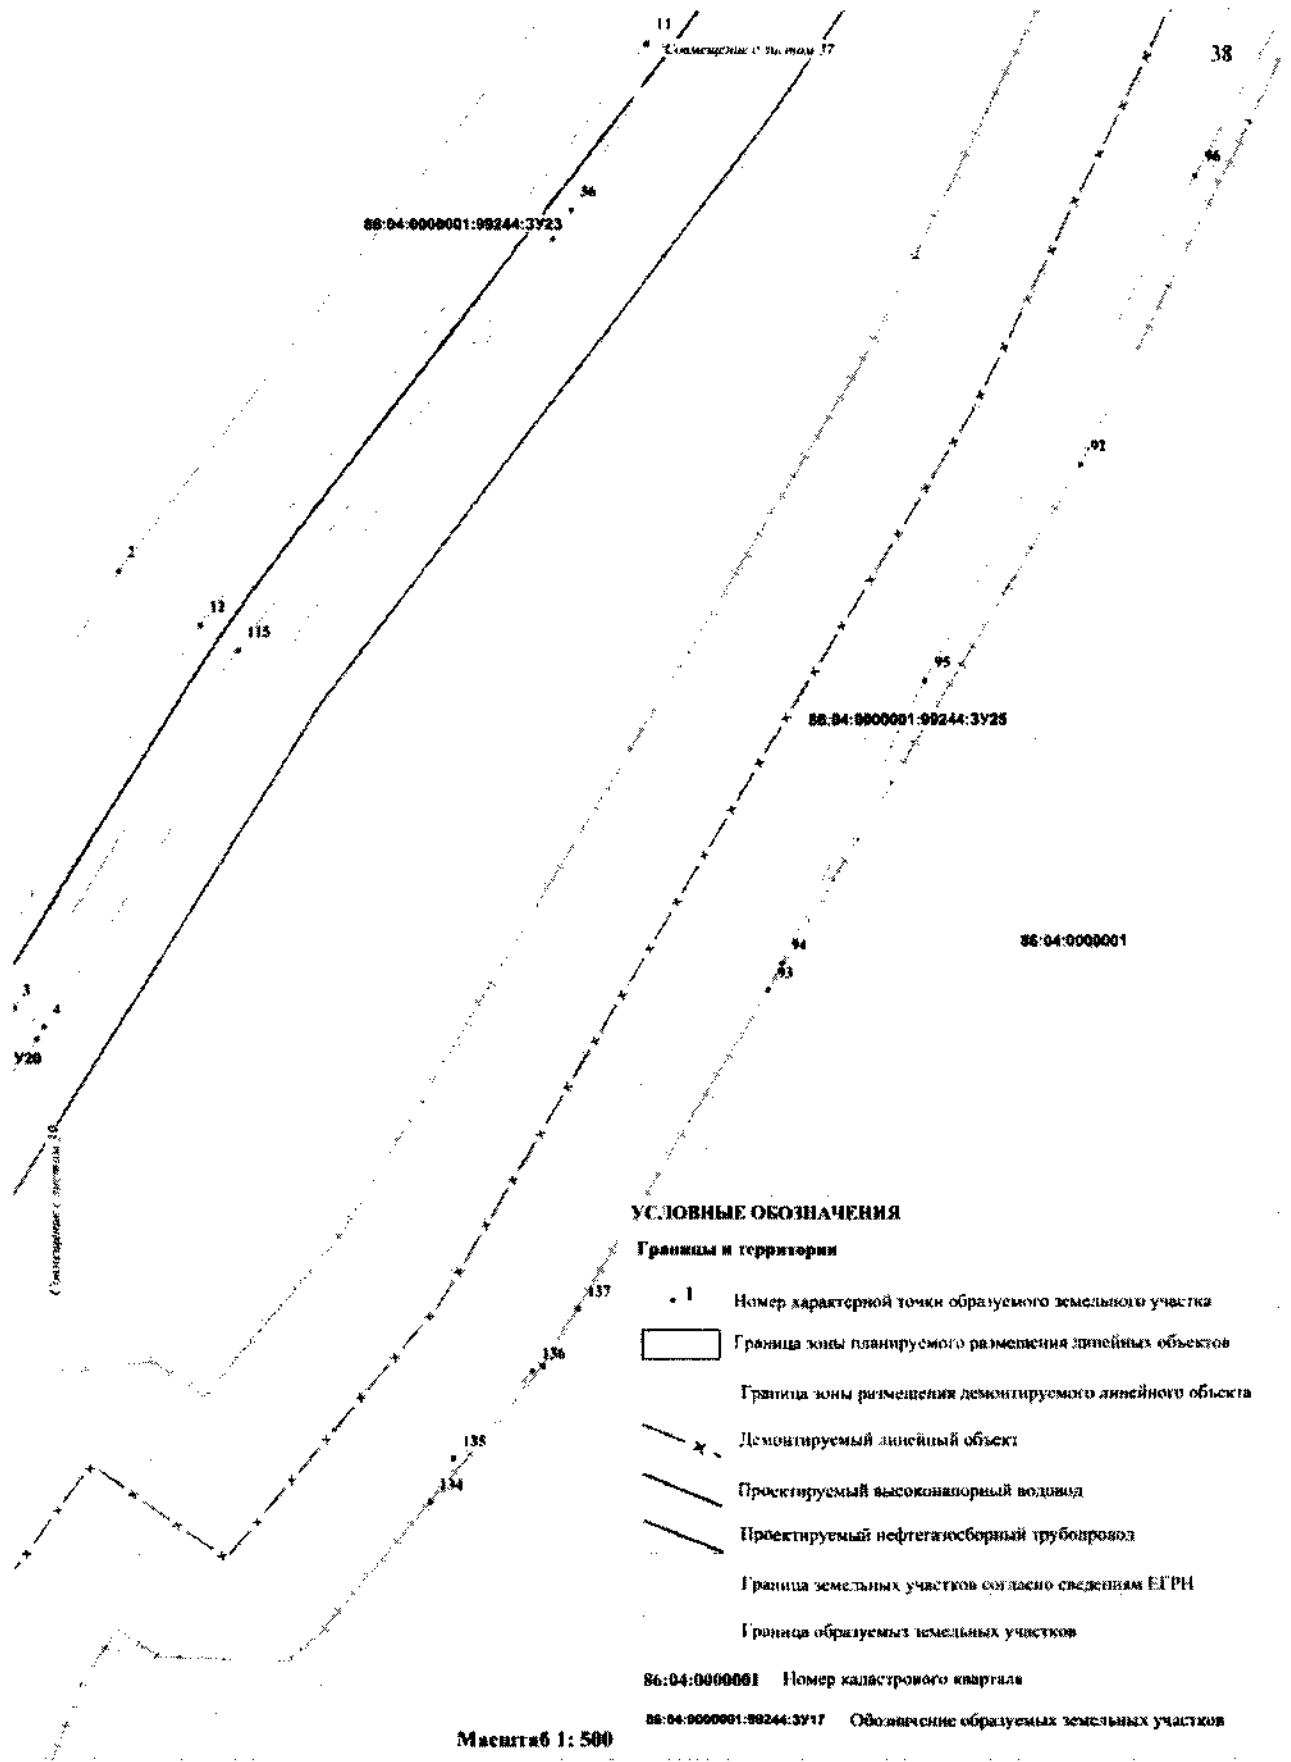 11
Совмещение с листом 37
38
96
36
86:04:0000001:99244:ЗУ23
92
2
12
115
95
86:04:0000001:99244:ЗУ25
94
93
86:04:0000001
3
4
У20
Совмещение с листом 39
УСЛОВНЫЕ ОБОЗНАЧЕНИЯ
Границы и территории
137
1 Номер характерной точки образуемого земельного участка
136
Граница зоны планируемого размещения линейных объектов
Граница зоны размещения демонтируемого линейного объекта
135
Демонтируемый линейный объект
134
Проектируемый высоконапорный водовод
Проектируемый нефтегазосборный трубопровод
Граница земельных участков согласно сведениям ЕГРН
Граница образуемых земельных участков
86:04:0000001 Номер кадастрового квартала
86:04:0000001:99244:ЗУ17 Обозначение образуемых земельных участков
Масштаб 1: 500